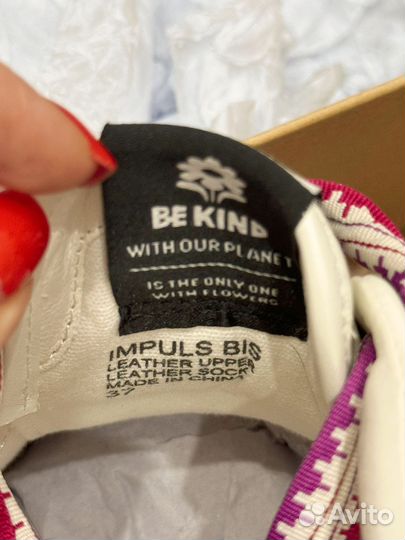 BE KIND
WITH OUR PLANET
IS THE ONLY ONE
WITH FLOWERS
IMPULS BIS
LEATHER UPPER
LEATHER SOCK
MADE IN CHINA
37
Avito